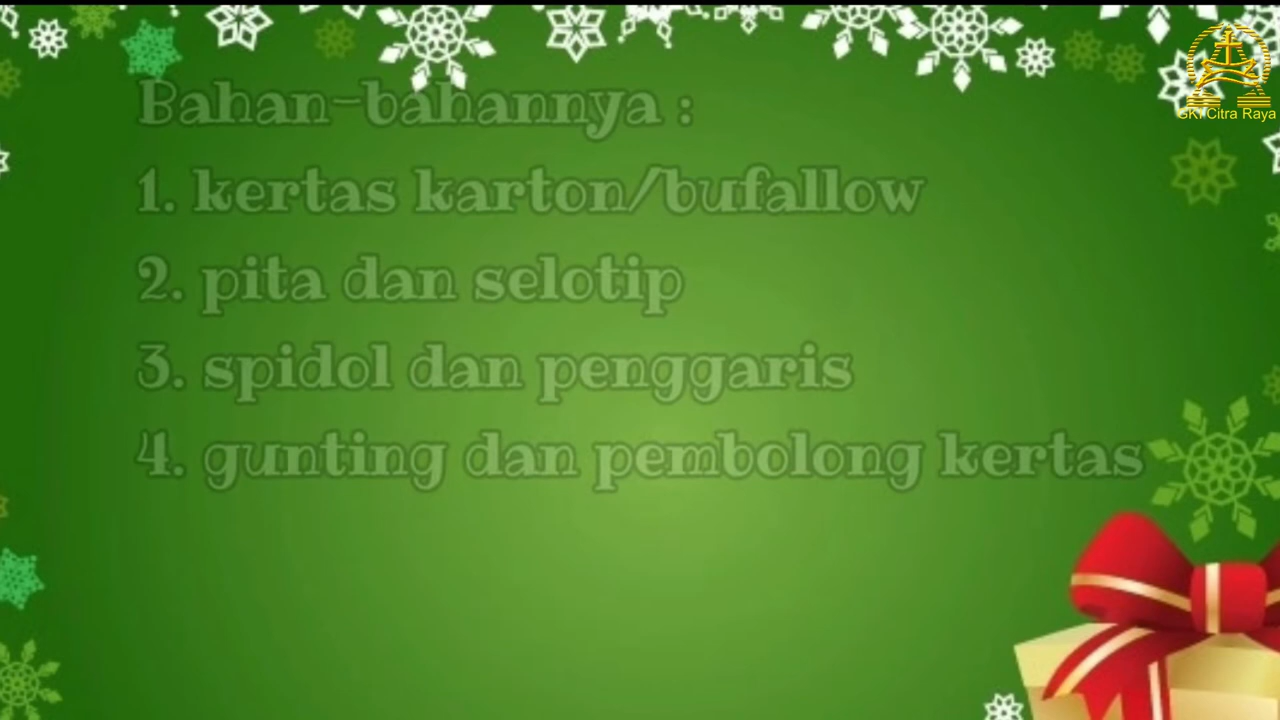 GKI Citra Raya
Bahan-bahannya :
1. kertas karton/bufallow
2. pita dan selotip
3. spidol dan penggaris
4. gunting dan pembolong kertas